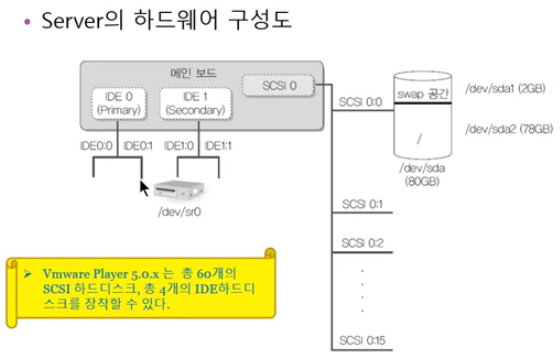 • Server의 하드웨어 구성도
메인 보드
IDE 0
(Primary)
IDE 1
(Secondary)
SCSI 0
IDE0:0
IDE0:1
IDE1:0
IDE1:1
/dev/sr0
SCSI 0:0
swap 공간
/
/dev/sda1 (2GB)
/dev/sda2 (78GB)
/dev/sda
(80GB)
SCSI 0:1
SCSI 0:2
SCSI 0:15
➢ Vmware Player 5.0.x 는 총 60개의
SCSI 하드디스크, 총 4개의 IDE하드디
스크를 장착할 수 있다.